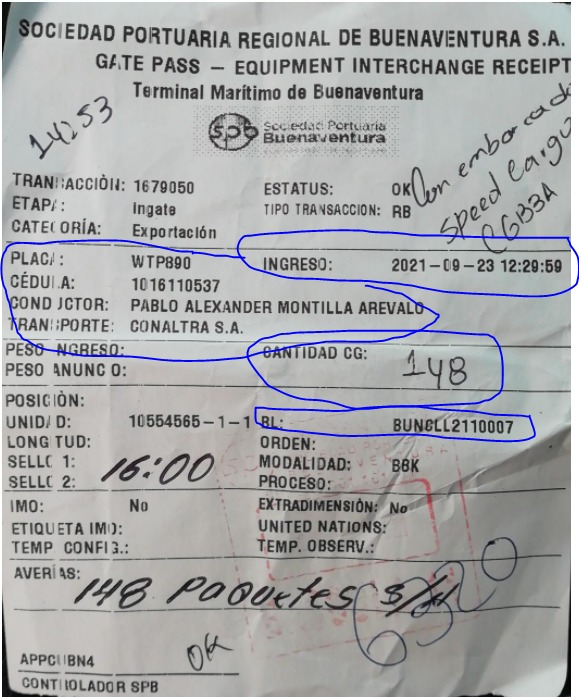 SOCIEDAD PORTUARIA REGIONAL DE BUENAVENTURA S.A.
GATE PASS – EQUIPMENT INTERCHANGE RECEIPT
Terminal Marítimo de Buenaventura
14253
spb Sociedad Portuaria
Buenaventura
Con embarcado
Speed Cargo
CGB3A
TRANSACCIÓN: 1679050 ESTATUS: OK
ETAPA: Ingate TIPO TRANSACCION: RB
CATEGORÍA: Exportación
PLACA: WTP890 INGRESO: 2021-09-23 12:29:59
CÉDULA: 1016110537
CONDUCTOR: PABLO ALEXANDER MONTILLA AREVALO
TRANSPORTE: CONALTRA S.A.
PESO INGRESO: CANTIDAD CG: 148
PESO ANUNCIO:
POSICIÓN:
UNIDAD: 10554565-1-1 BL: BUNCLL2110007
LONGITUD: ORDEN:
SELLO 1: 16:00 MODALIDAD: BBK
SELLO 2: PROCESO:
IMO: No EXTRADIMENSIÓN: No
ETIQUETA IMO: UNITED NATIONS:
TEMP CONFIG.: TEMP. OBSERV.:
AVERÍAS:
148 Paquetes
6320
OK
APPCUBN4
CONTROLADOR SPB